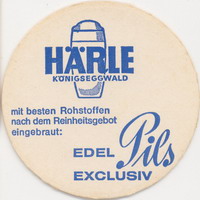 HÄRLE
KÖNIGSEGGWALD
mit besten Rohstoffen
nach dem Reinheitsgebot
eingebraut:
EDEL Pils
EXCLUSIV